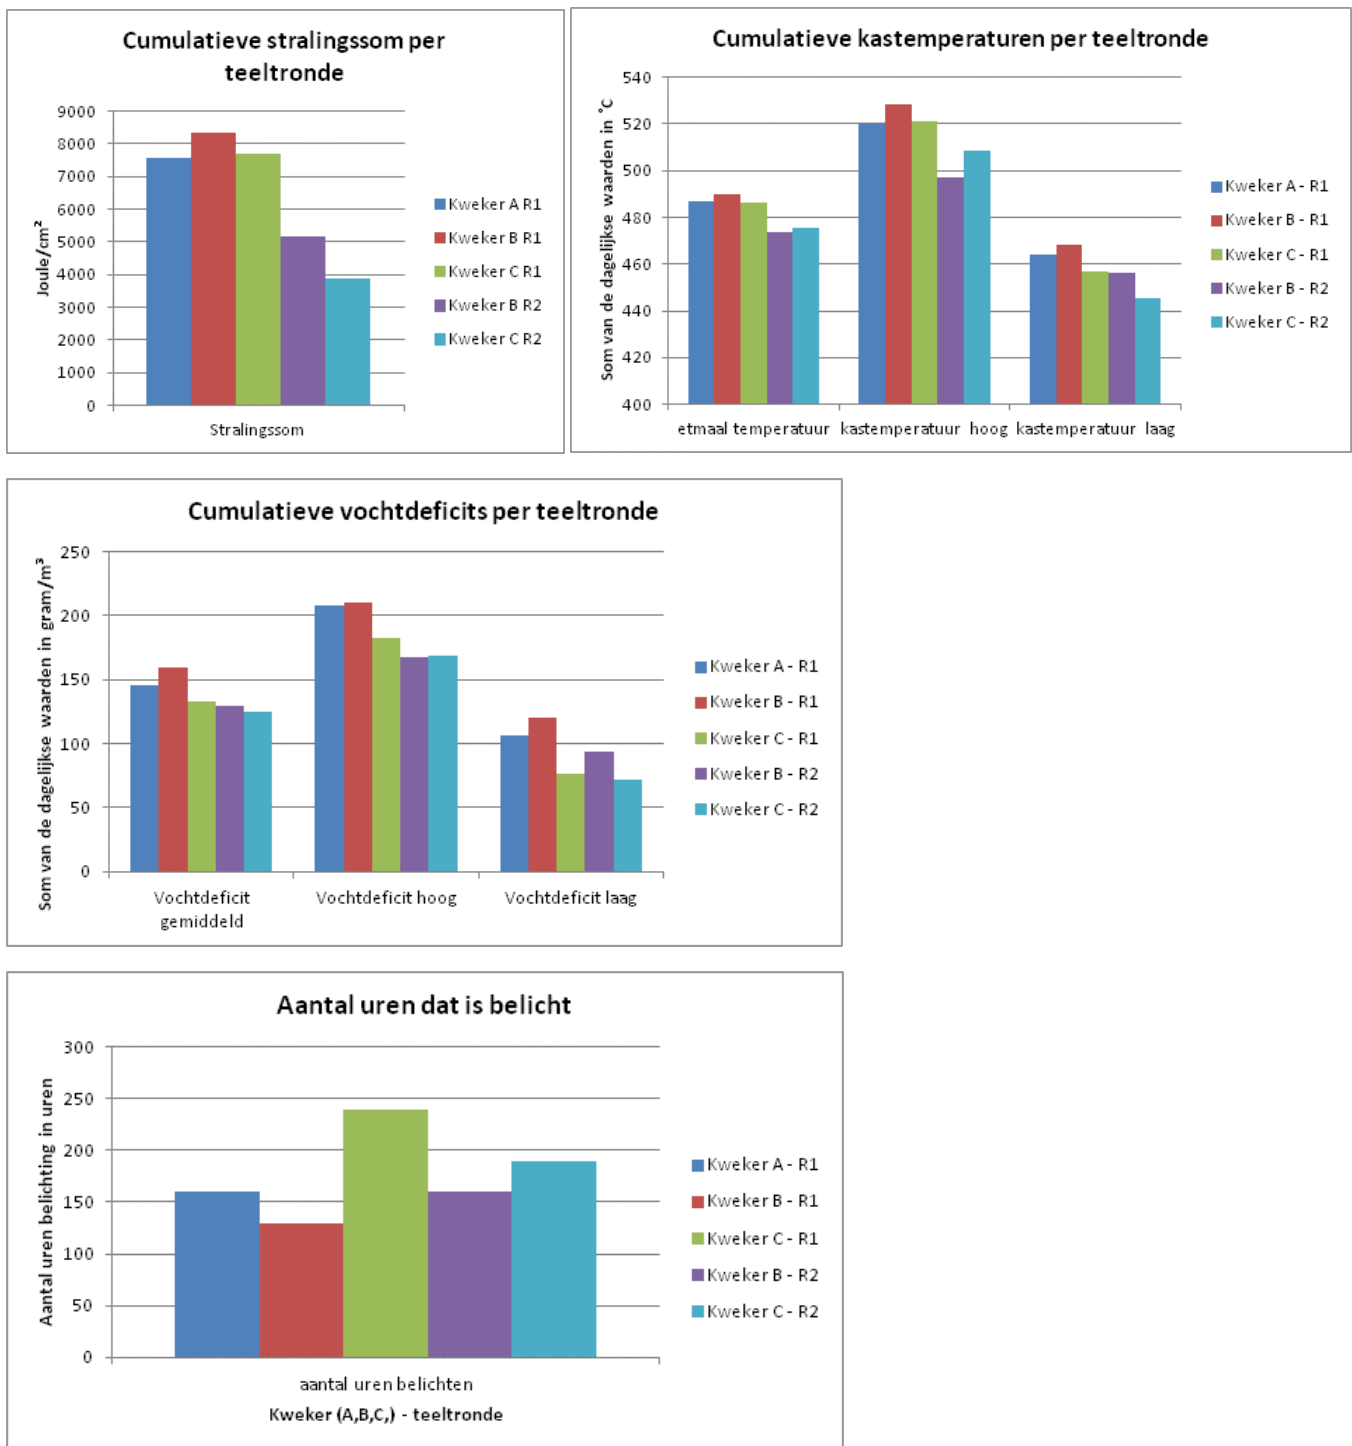 Cumulatieve stralingssom per
teeltronde
9000
8000
7000
6000
5000
4000
3000
2000
1000
0
Joule/cm²
Stralingssom
Kweker A R1
Kweker B R1
Kweker C R1
Kweker B R2
Kweker C R2
Cumulatieve kastemperaturen per teeltronde
540
520
500
480
460
440
420
400
Som van de dagelijkse waarden in °C
etmaal temperatuur kastemperatuur hoog kastemperatuur laag
Kweker A - R1
Kweker B - R1
Kweker C - R1
Kweker B - R2
Kweker C - R2
Cumulatieve vochtdeficits per teeltronde
250
200
150
100
50
0
Som van de dagelijkse waarden in gram/m³
Vochtdeficit gemiddeld
Vochtdeficit hoog
Vochtdeficit laag
Kweker A - R1
Kweker B - R1
Kweker C - R1
Kweker B - R2
Kweker C - R2
Aantal uren dat is belicht
300
250
200
150
100
50
0
Aantal uren belichting in uren
aantal uren belichten
Kweker (A,B,C,) - teeltronde
Kweker A - R1
Kweker B - R1
Kweker C - R1
Kweker B - R2
Kweker C - R2